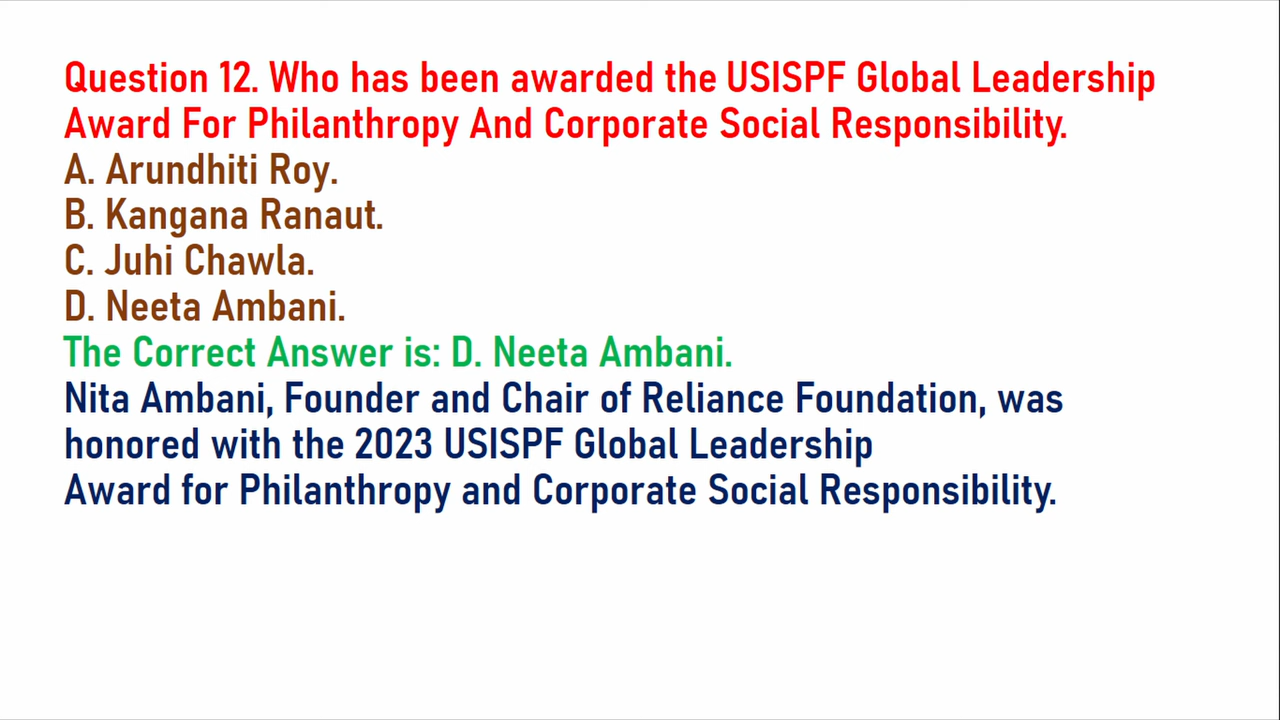 Question 12. Who has been awarded the USISPF Global Leadership
Award For Philanthropy And Corporate Social Responsibility.
A. Arundhiti Roy.
B. Kangana Ranaut.
C. Juhi Chawla.
D. Neeta Ambani.
The Correct Answer is: D. Neeta Ambani.
Nita Ambani, Founder and Chair of Reliance Foundation, was
honored with the 2023 USISPF Global Leadership
Award for Philanthropy and Corporate Social Responsibility.